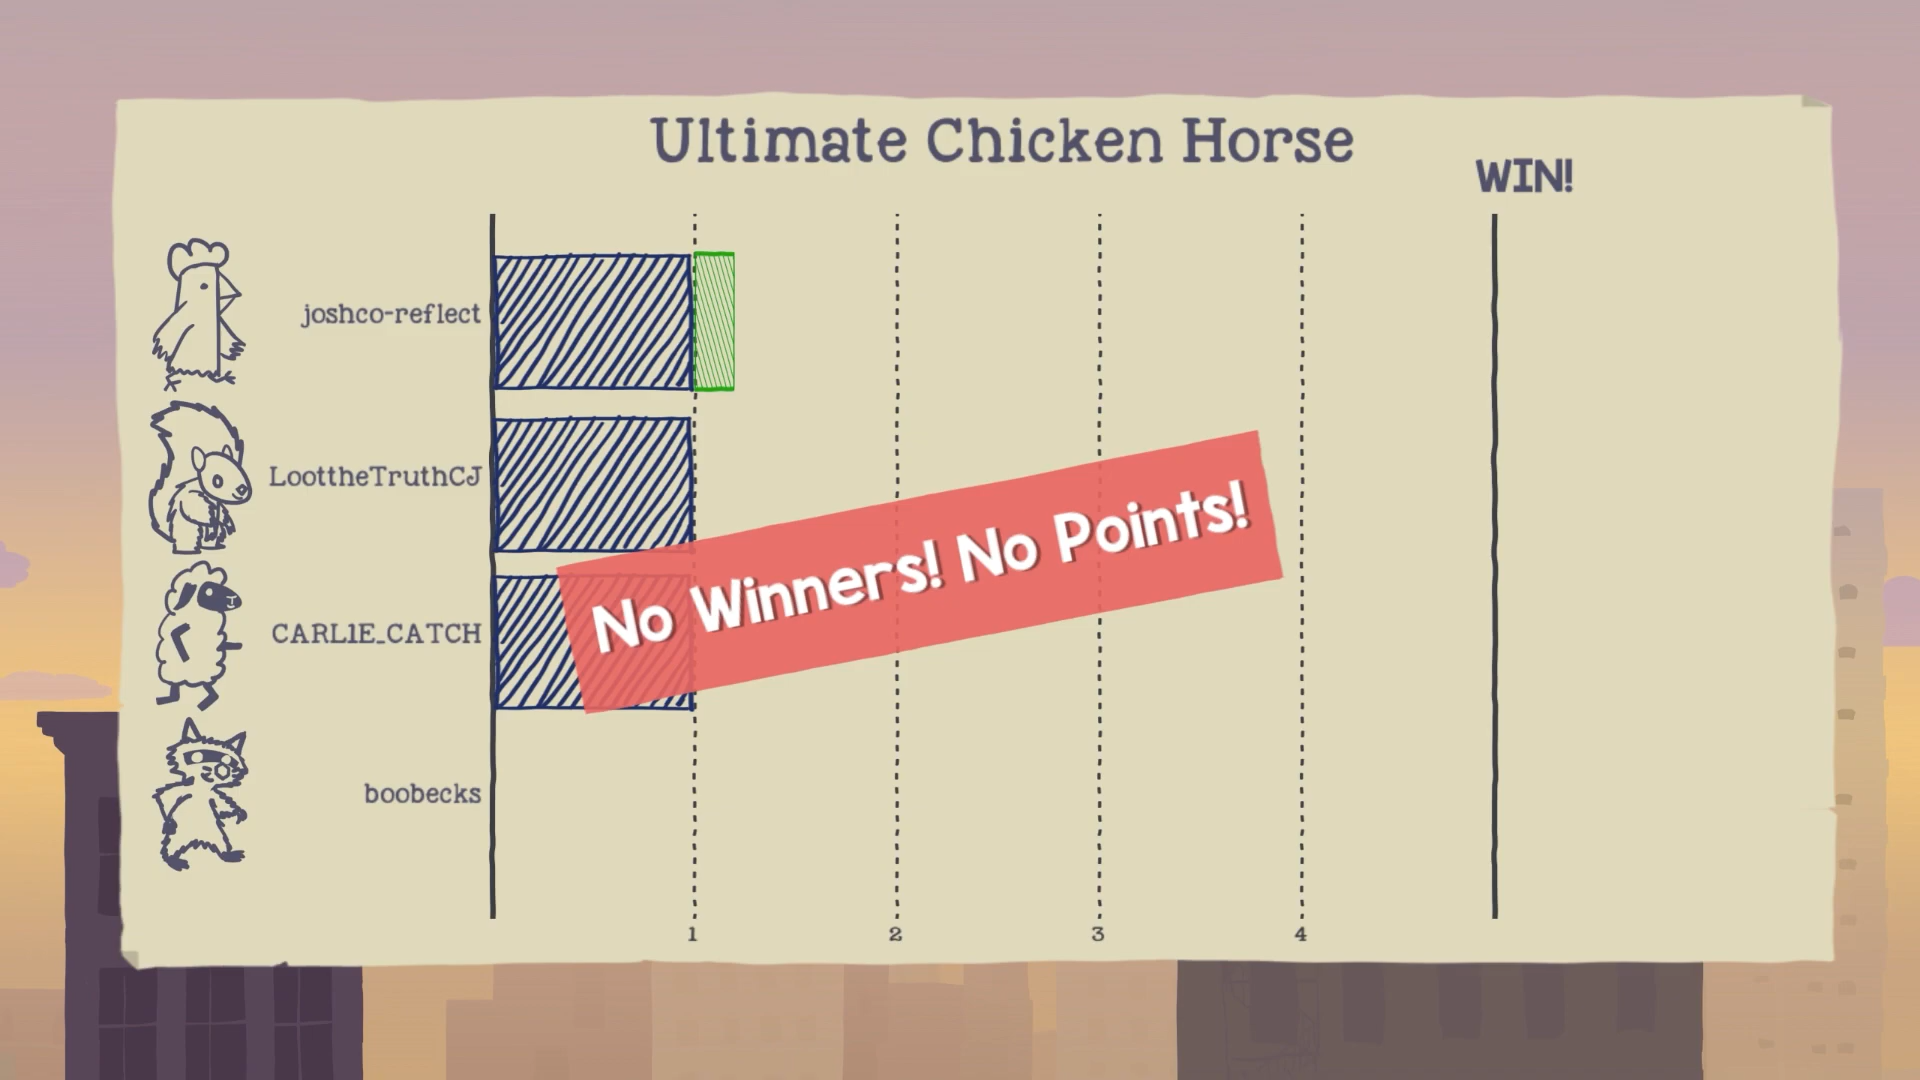 Ultimate Chicken Horse
WIN!
joshco-reflect
LoottheTruthCJ
No Winners! No Points!
CARL1E_CATCH
boobecks
1
2
3
4